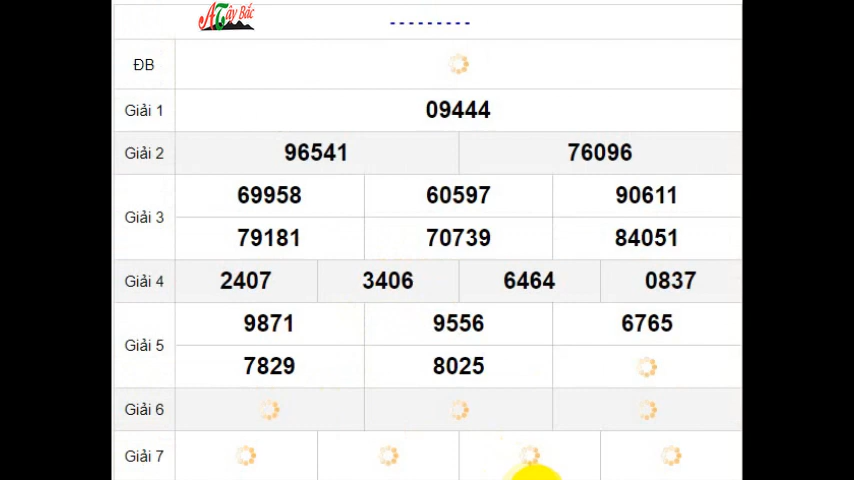 A Tây Bắc
---------
ĐB
Giải 1 09444
Giải 2 96541 76096
Giải 3 69958 60597 90611
79181 70739 84051
Giải 4 2407 3406 6464 0837
Giải 5 9871 9556 6765
7829 8025
Giải 6
Giải 7